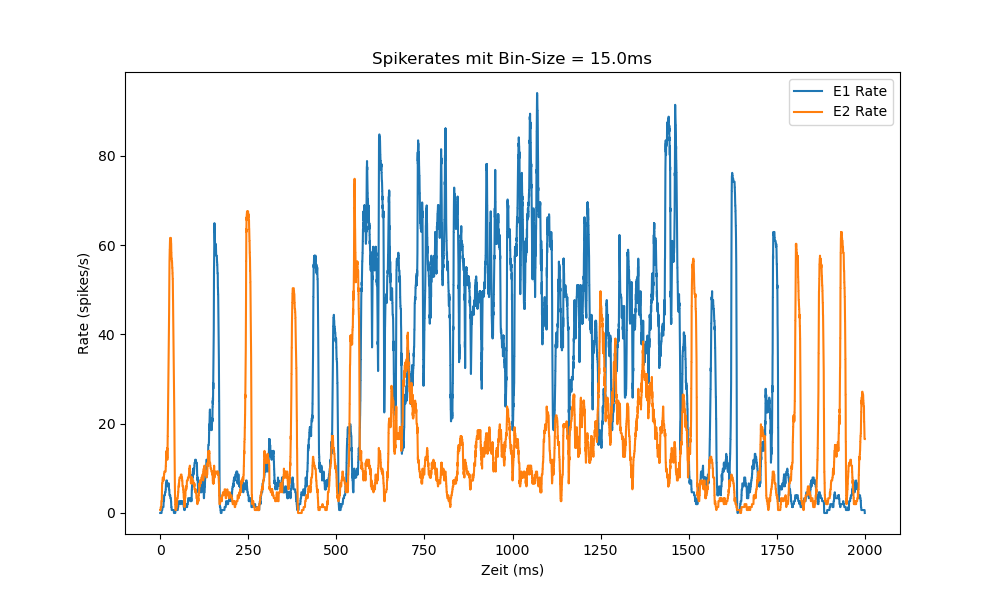 Spikerates mit Bin-Size = 15.0ms
E1 Rate
E2 Rate
Rate (spikes/s)
80
60
40
20
0
0 250 500 750 1000 1250 1500 1750 2000
Zeit (ms)